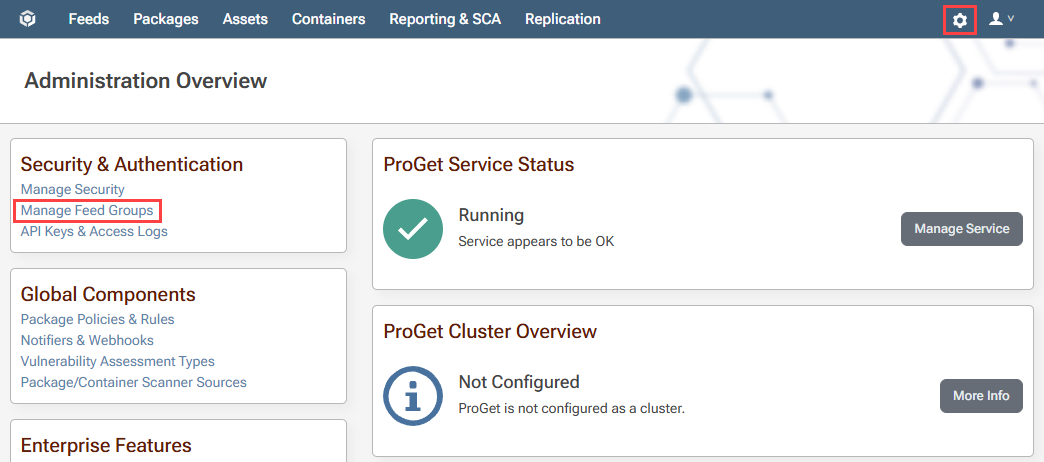 Feeds Packages Assets Containers Reporting & SCA Replication
Administration Overview
Security & Authentication
Manage Security
Manage Feed Groups
API Keys & Access Logs
Global Components
Package Policies & Rules
Notifiers & Webhooks
Vulnerability Assessment Types
Package/Container Scanner Sources
Enterprise Features
ProGet Service Status
Running
Service appears to be OK
Manage Service
ProGet Cluster Overview
Not Configured
ProGet is not configured as a cluster.
More Info